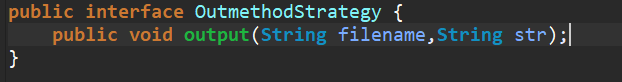 public interface OutmethodStrategy {
    public void output(String filename,String str);
}